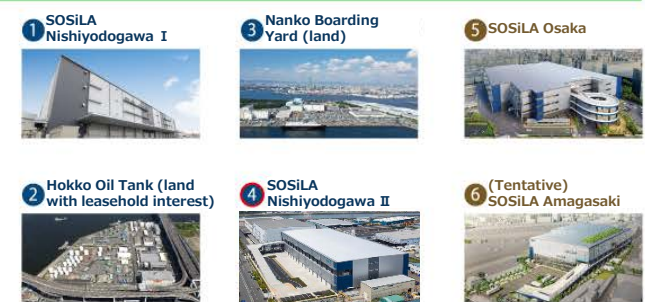 1 SOSiLA
Nishiyodogawa Ⅰ
3 Nanko Boarding
Yard (land)
5 SOSiLA Osaka
2 Hokko Oil Tank (land
with leasehold interest)
4 SOSiLA
Nishiyodogawa Ⅱ
6 (Tentative)
SOSiLA Amagasaki